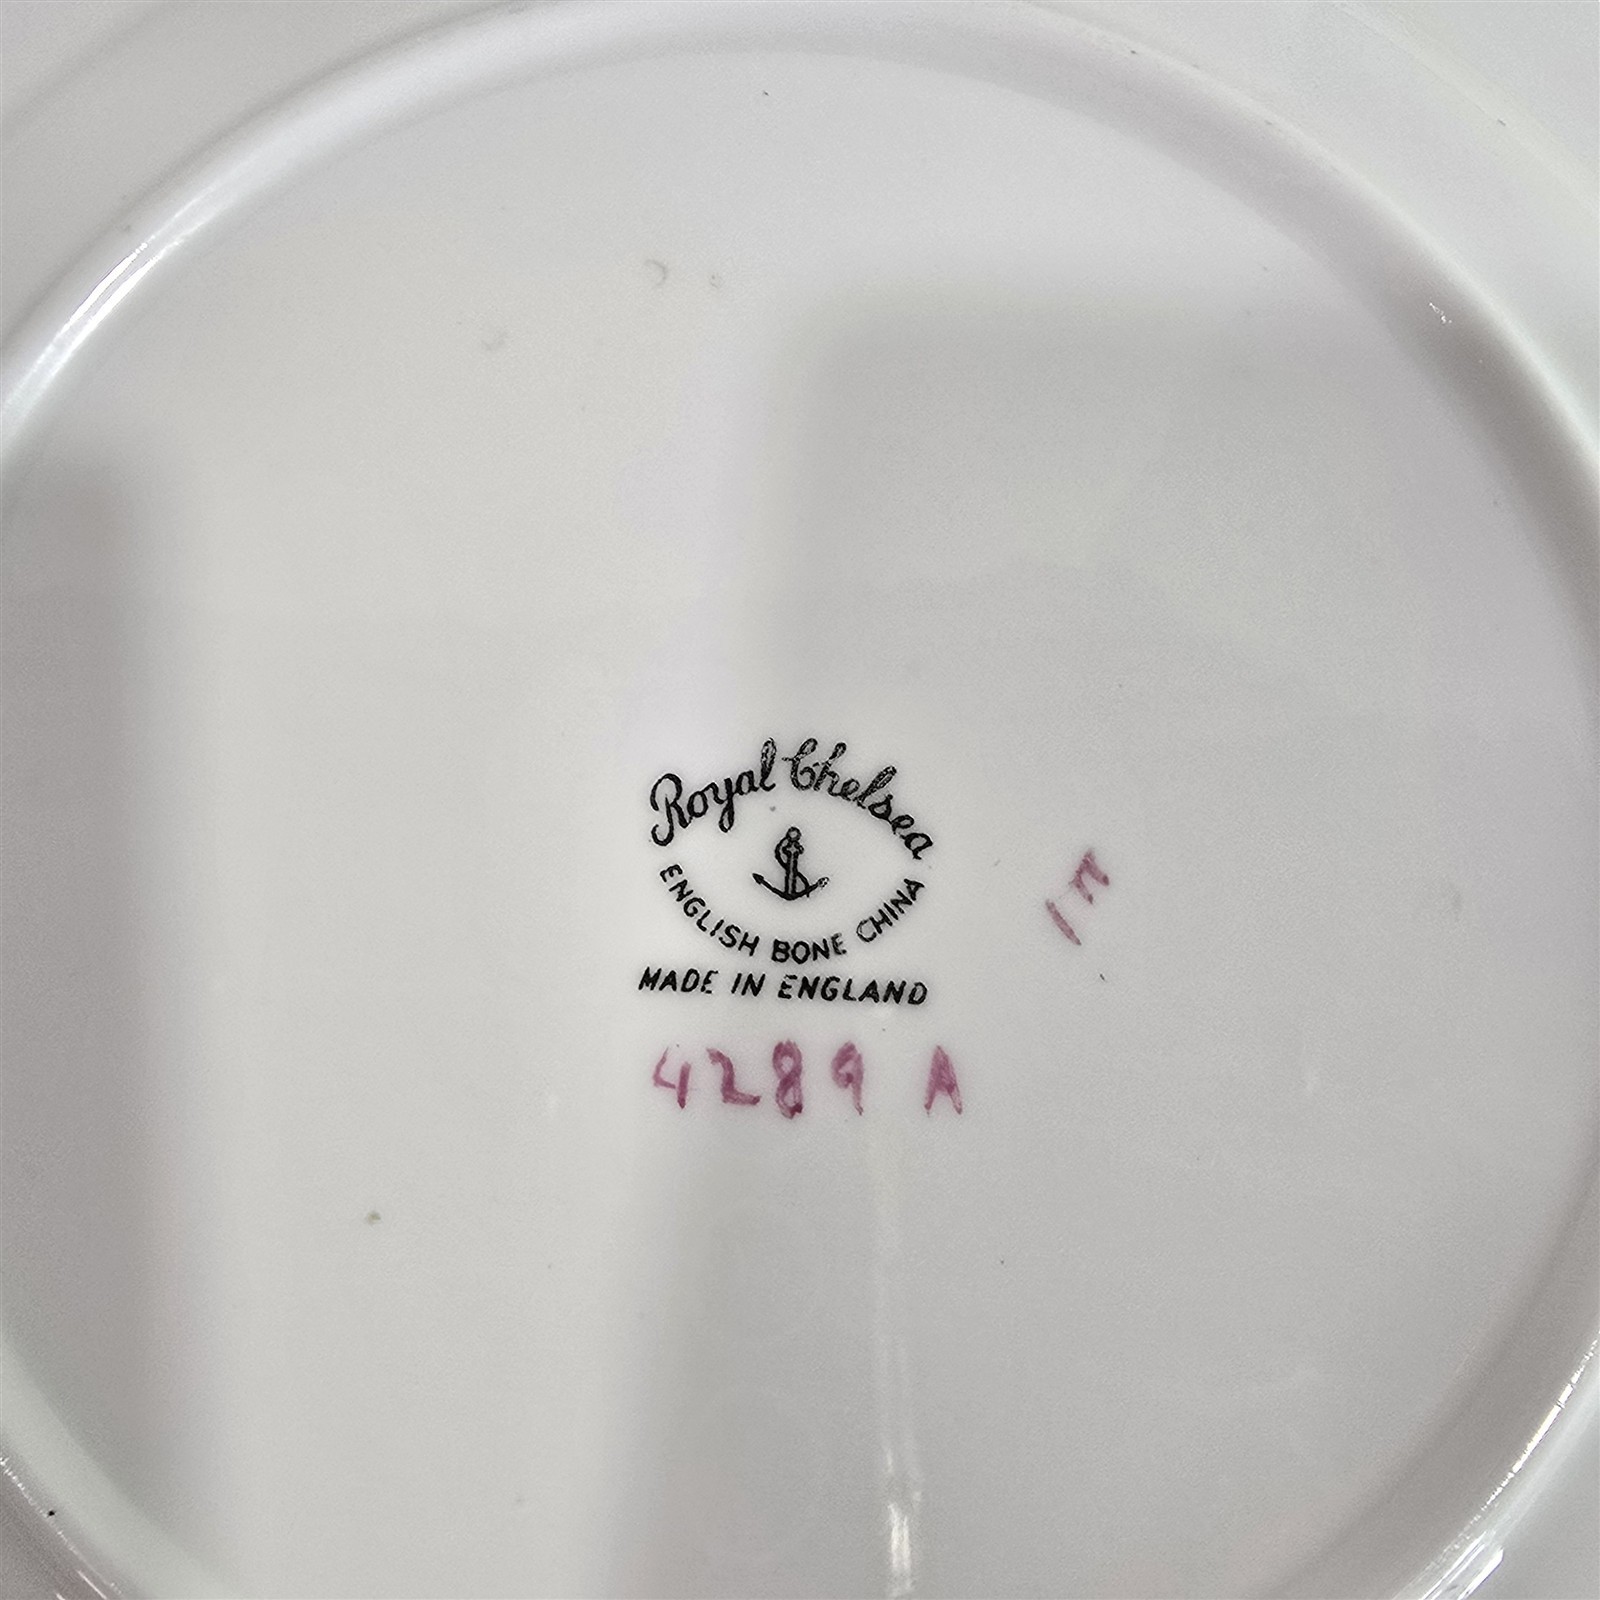 Royal Chelsea
ENGLISH BONE CHINA
MADE IN ENGLAND
4289 A